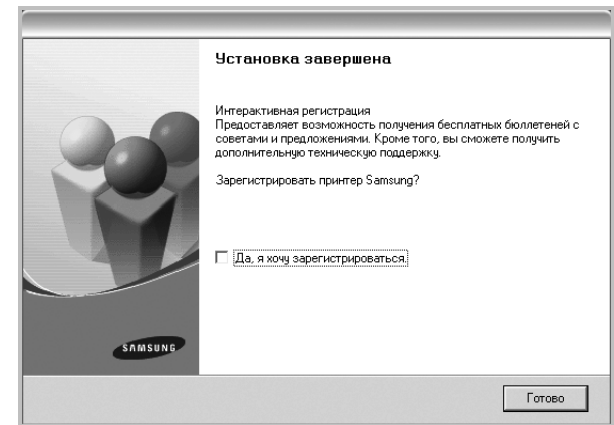 Установка завершена
Интерактивная регистрация
Предоставляет возможность получения бесплатных бюллетеней с
советами и предложениями. Кроме того, вы сможете получить
дополнительную техническую поддержку.
Зарегистрировать принтер Samsung?
Да, я хочу зарегистрироваться.
SAMSUNG
Готово